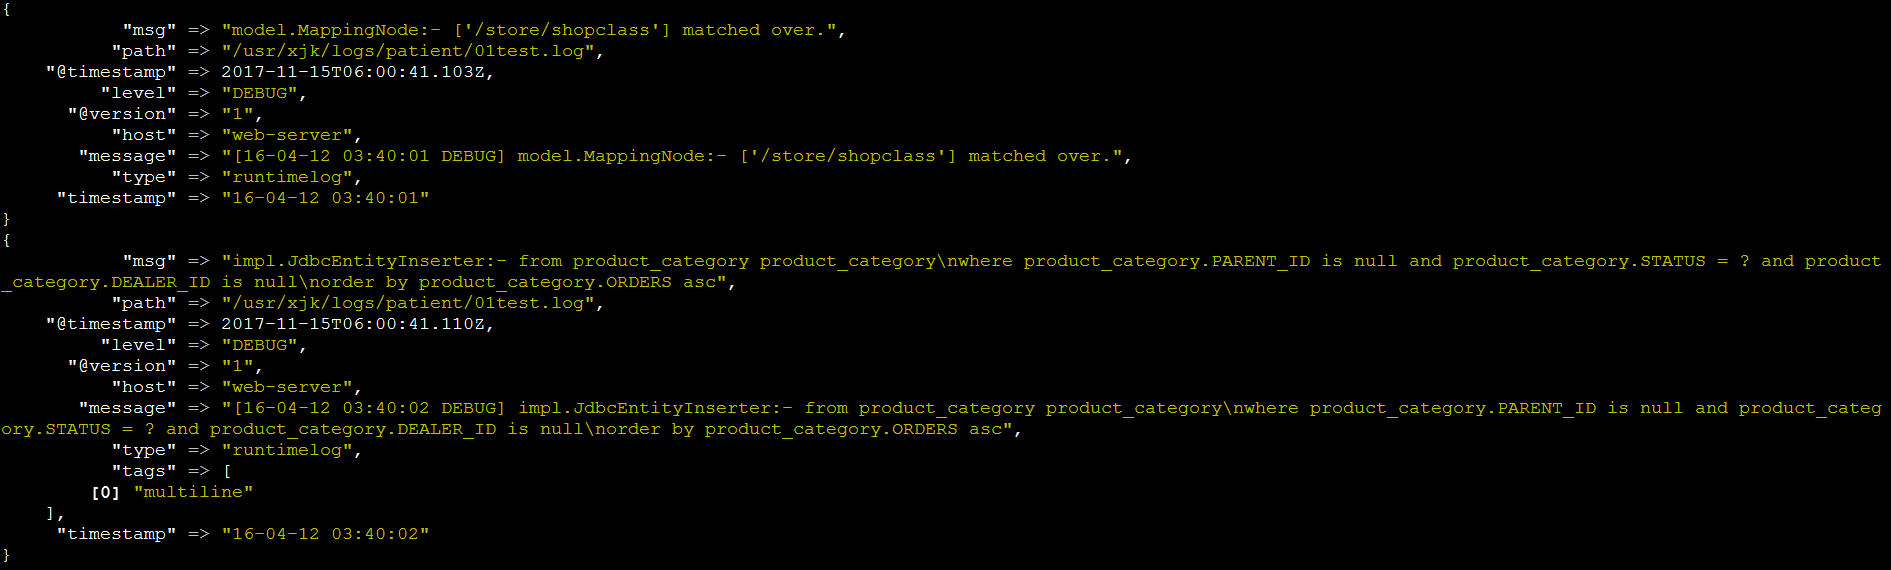 {
"msg" => "model.MappingNode:- ['/store/shopclass'] matched over.",
"path" => "/usr/xjk/logs/patient/01test.log",
"@timestamp" => 2017-11-15T06:00:41.103Z,
"level" => "DEBUG",
"@version" => "1",
"host" => "web-server",
"message" => "[16-04-12 03:40:01 DEBUG] model.MappingNode:- ['/store/shopclass'] matched over.",
"type" => "runtimelog",
"timestamp" => "16-04-12 03:40:01"
}
{
"msg" => "impl.JdbcEntityInserter:- from product_category product_category\nwhere product_category.PARENT_ID is null and product_category.STATUS = ? and product
_category.DEALER_ID is null\norder by product_category.ORDERS asc",
"path" => "/usr/xjk/logs/patient/01test.log",
"@timestamp" => 2017-11-15T06:00:41.110Z,
"level" => "DEBUG",
"@version" => "1",
"host" => "web-server",
"message" => "[16-04-12 03:40:02 DEBUG] impl.JdbcEntityInserter:- from product_category product_category\nwhere product_category.PARENT_ID is null and product_categ
ory.STATUS = ? and product_category.DEALER_ID is null\norder by product_category.ORDERS asc",
"type" => "runtimelog",
"tags" => [
[0] "multiline"
],
"timestamp" => "16-04-12 03:40:02"
}